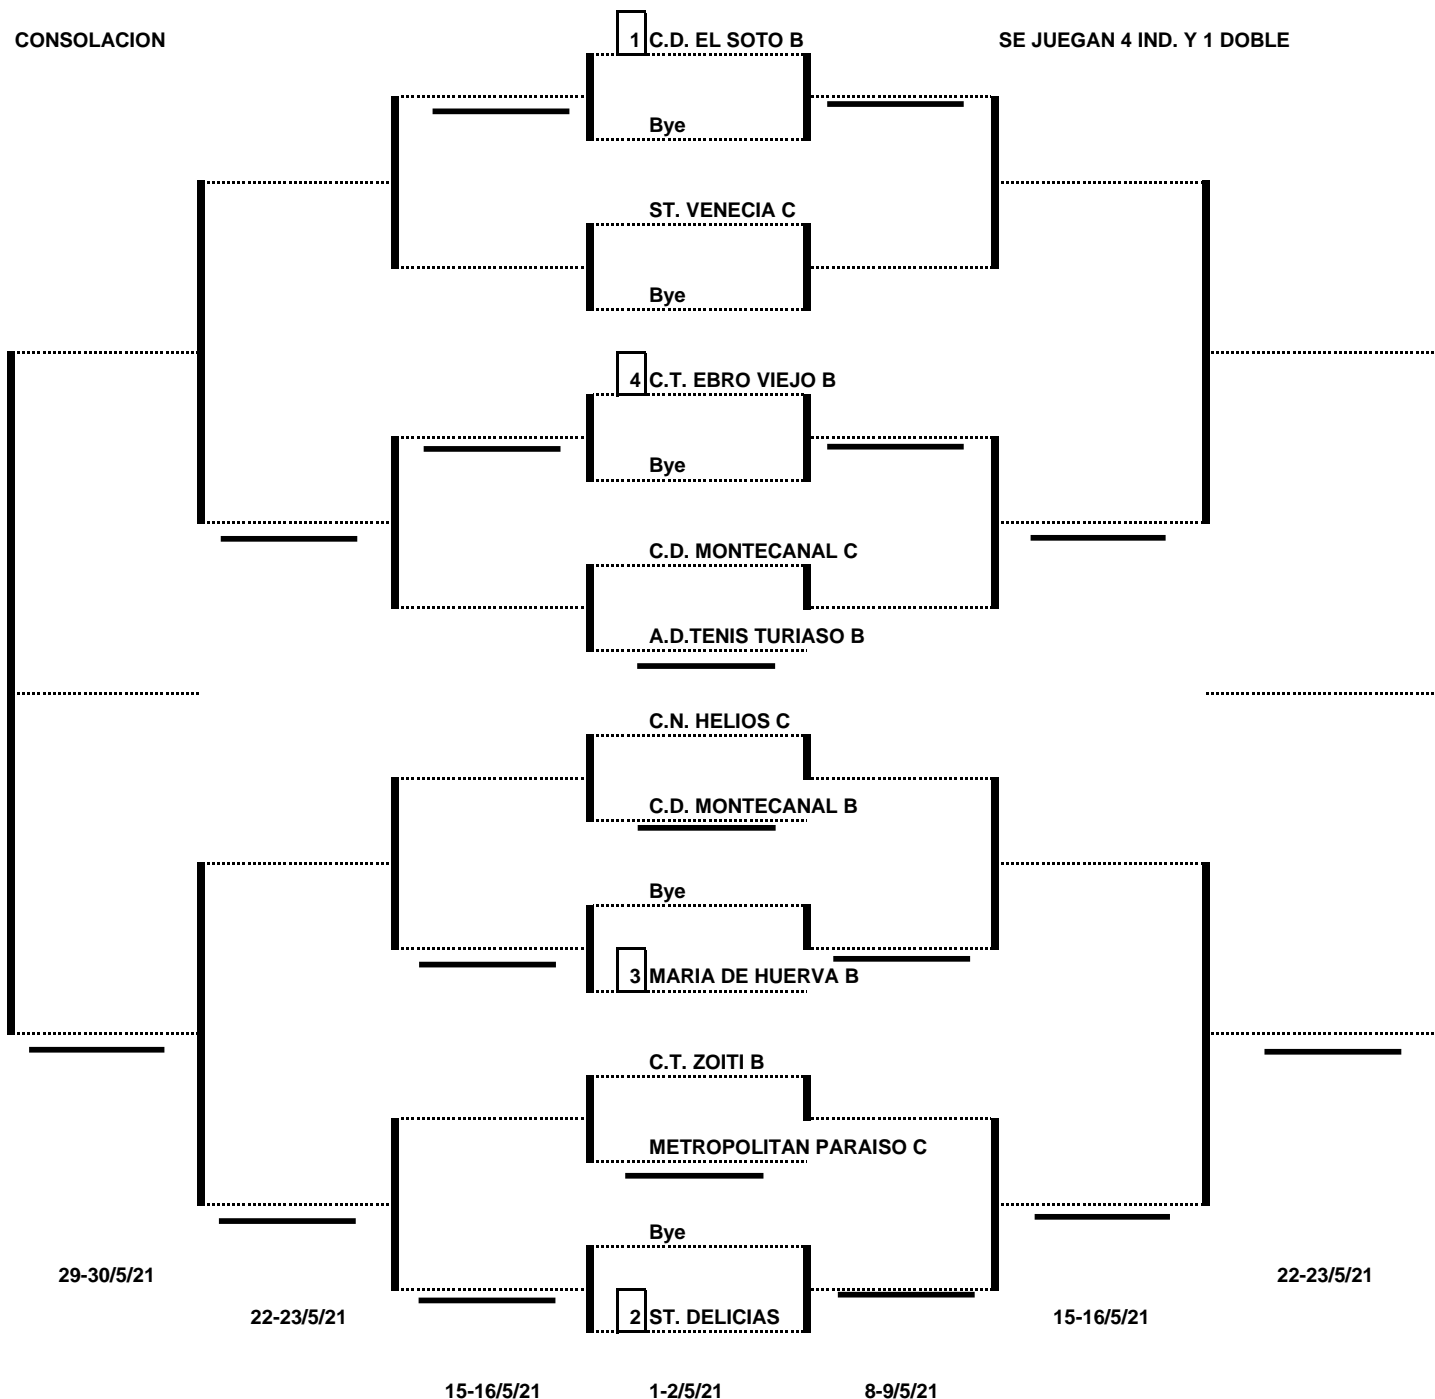 CONSOLACION
1 C.D. EL SOTO B
SE JUEGAN 4 IND. Y 1 DOBLE
Bye
ST. VENECIA C
Bye
4 C.T. EBRO VIEJO B
Bye
C.D. MONTECANAL C
A.D.TENIS TURIASO B
C.N. HELIOS C
C.D. MONTECANAL B
Bye
3 MARIA DE HUERVA B
C.T. ZOITI B
METROPOLITAN PARAISO C
Bye
29-30/5/21
22-23/5/21
22-23/5/21
2 ST. DELICIAS
15-16/5/21
15-16/5/21
1-2/5/21
8-9/5/21